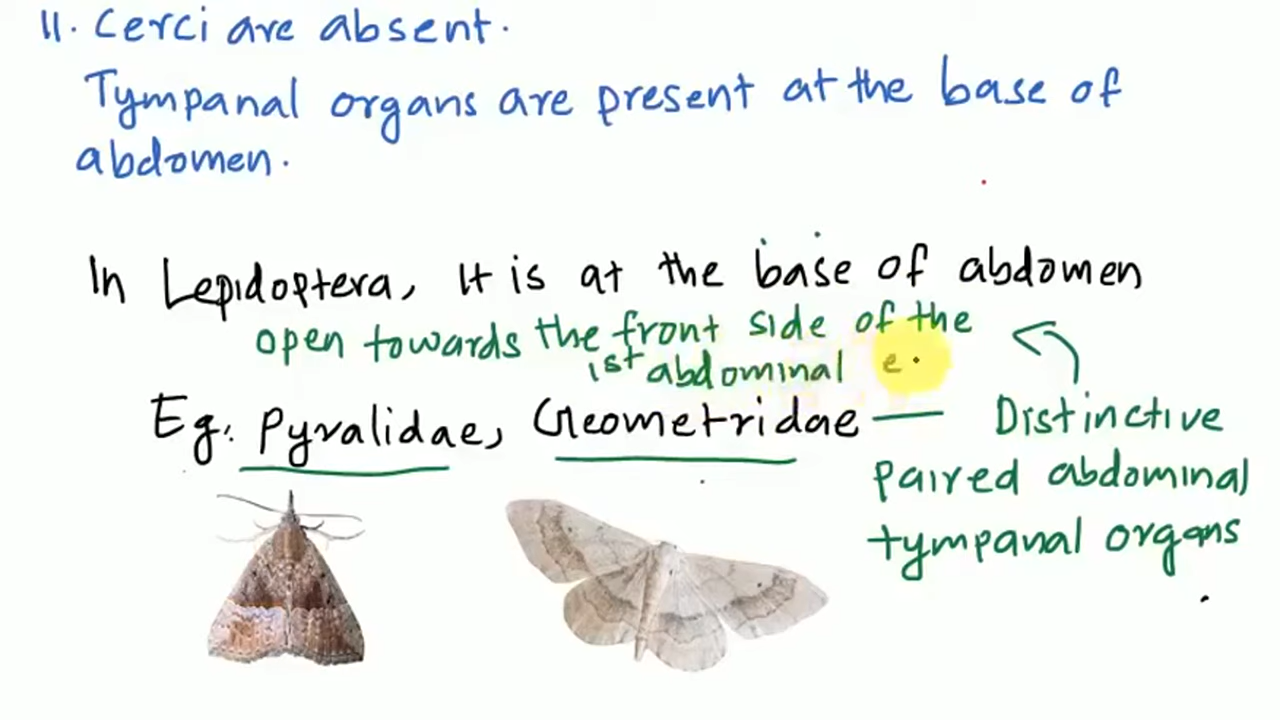 11. Cerci are absent.
Tympanal organs are present at the base of
abdomen.
In Lepidoptera, It is at the base of abdomen
open towards the front side of the
1st abdominal
Eg: Pyralidae, Geometridae — Distinctive
paired abdominal
tympanal organs